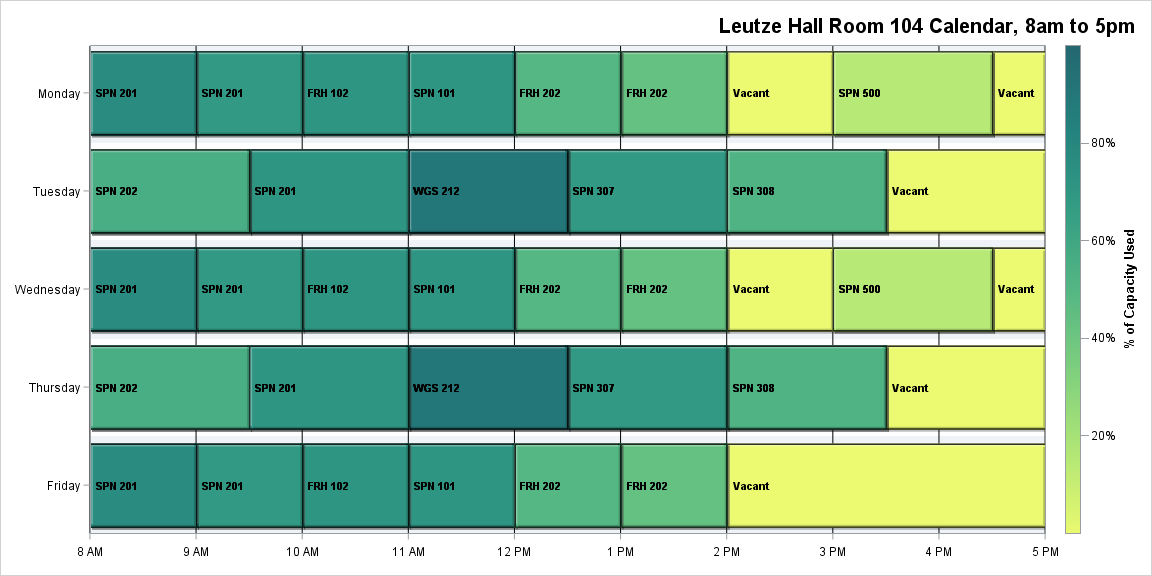 Leutze Hall Room 104 Calendar, 8am to 5pm
Monday
SPN 201 SPN 201 FRH 102 SPN 101 FRH 202 FRH 202 Vacant SPN 500 Vacant
Tuesday
SPN 202 SPN 201 WGS 212 SPN 307 SPN 308 Vacant
Wednesday
SPN 201 SPN 201 FRH 102 SPN 101 FRH 202 FRH 202 Vacant SPN 500 Vacant
Thursday
SPN 202 SPN 201 WGS 212 SPN 307 SPN 308 Vacant
Friday
SPN 201 SPN 201 FRH 102 SPN 101 FRH 202 FRH 202 Vacant
8 AM 9 AM 10 AM 11 AM 12 PM 1 PM 2 PM 3 PM 4 PM 5 PM
80%
60%
40%
20%
% of Capacity Used